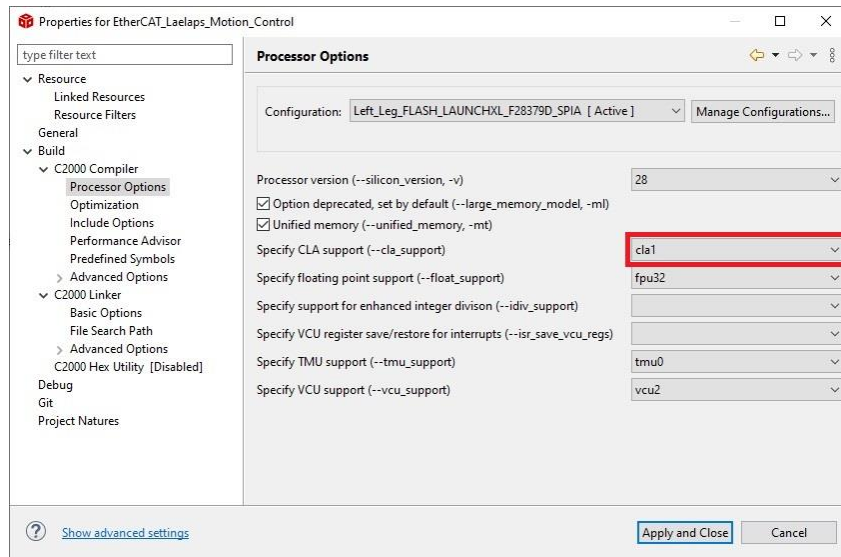 Properties for EtherCAT_Laelaps_Motion_Control
type filter text
Resource
Linked Resources
Resource Filters
General
Build
C2000 Compiler
Processor Options
Optimization
Include Options
Performance Advisor
Predefined Symbols
Advanced Options
C2000 Linker
Basic Options
File Search Path
Advanced Options
C2000 Hex Utility [Disabled]
Debug
Git
Project Natures
Processor Options
Configuration: Left_Leg_FLASH_LAUNCHXL_F28379D_SPIA [ Active ] Manage Configurations...
Processor version (--silicon_version, -v) 28
Option deprecated, set by default (--large_memory_model, -ml)
Unified memory (--unified_memory, -mt)
Specify CLA support (--cla_support) cla1
Specify floating point support (--float_support) fpu32
Specify support for enhanced integer divison (--idiv_support)
Specify VCU register save/restore for interrupts (--isr_save_vcu_regs)
Specify TMU support (--tmu_support) tmu0
Specify VCU support (--vcu_support) vcu2
? Show advanced settings Apply and Close Cancel